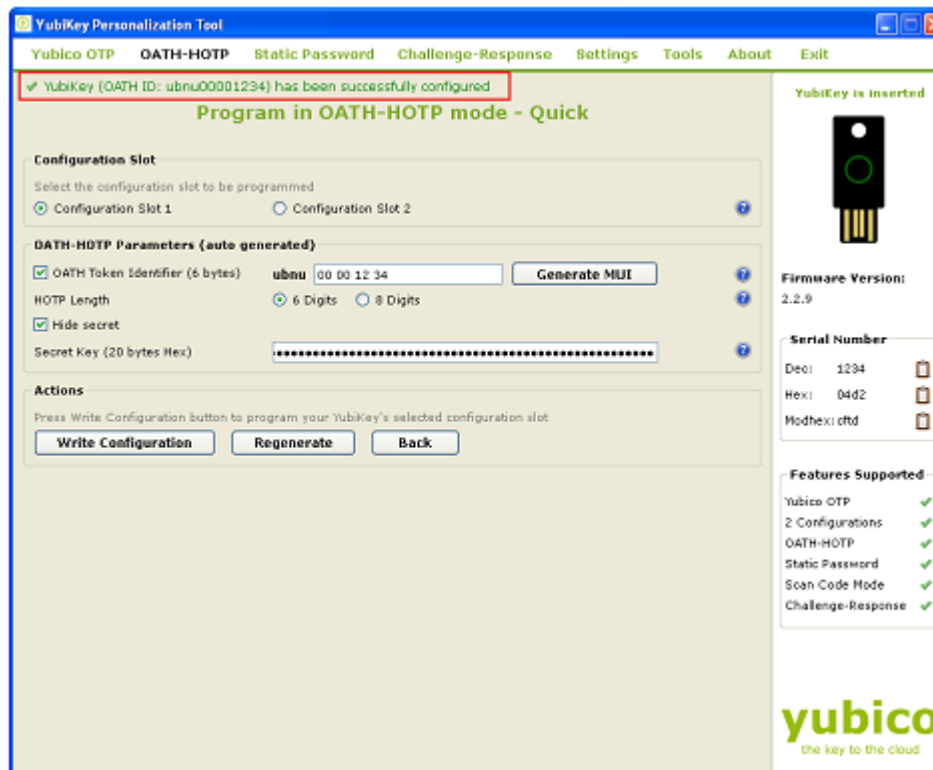 YubiKey Personalization Tool
Yubico OTP OATH-HOTP Static Password Challenge-Response Settings Tools About Exit
YubiKey (OATH ID: ubnu00001234) has been successfully configured
Program in OATH-HOTP mode - Quick
Configuration Slot
Select the configuration slot to be programmed
Configuration Slot 1 Configuration Slot 2
OATH-HOTP Parameters (auto generated)
OATH Token Identifier (6 bytes) ubnu 00 00 12 34 Generate MUI
HOTP Length 6 Digits 8 Digits
Hide secret
Secret Key (20 bytes Hex)
Actions
Press Write Configuration button to program your YubiKey's selected configuration slot
Write Configuration Regenerate Back
YubiKey is inserted
Firmware Version:
2.2.9
Serial Number
Dec: 1234
Hex: 04d2
Modhex: cftd
Features Supported
Yubico OTP
2 Configurations
OATH-HOTP
Static Password
Scan Code Mode
Challenge-Response
yubico
the key to the cloud